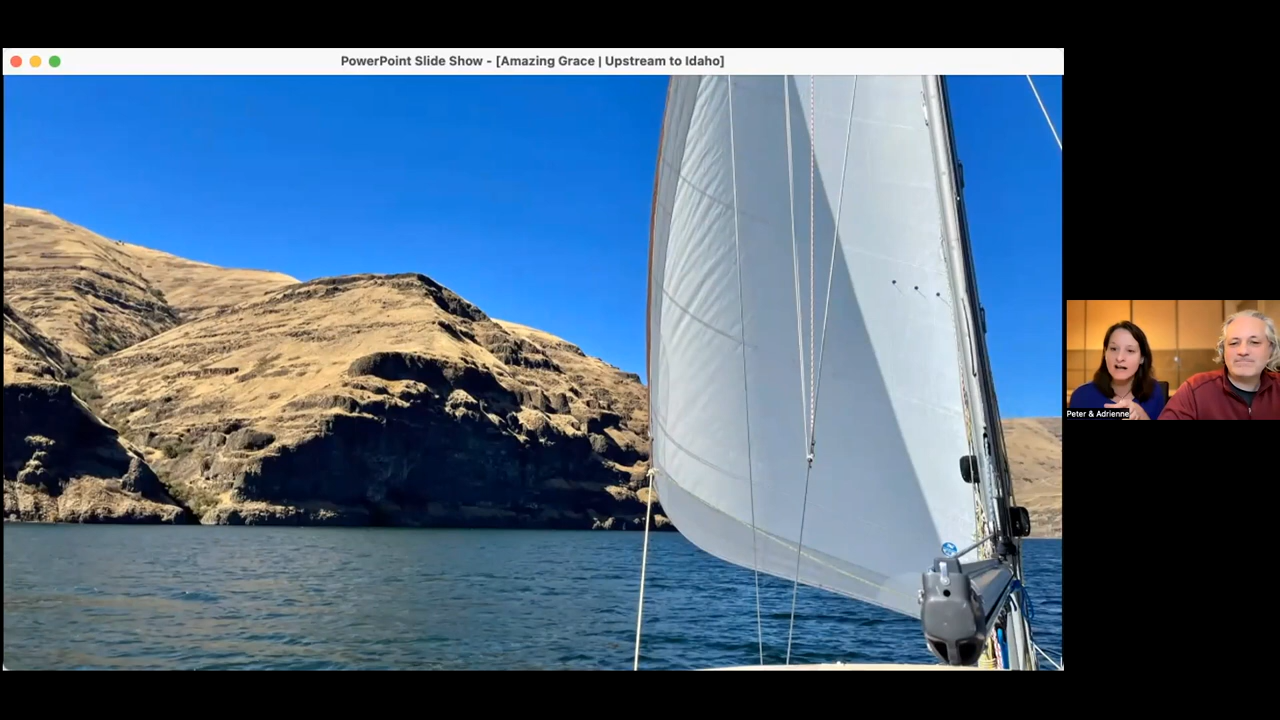 PowerPoint Slide Show - [Amazing Grace | Upstream to Idaho]
Peter & Adrienne